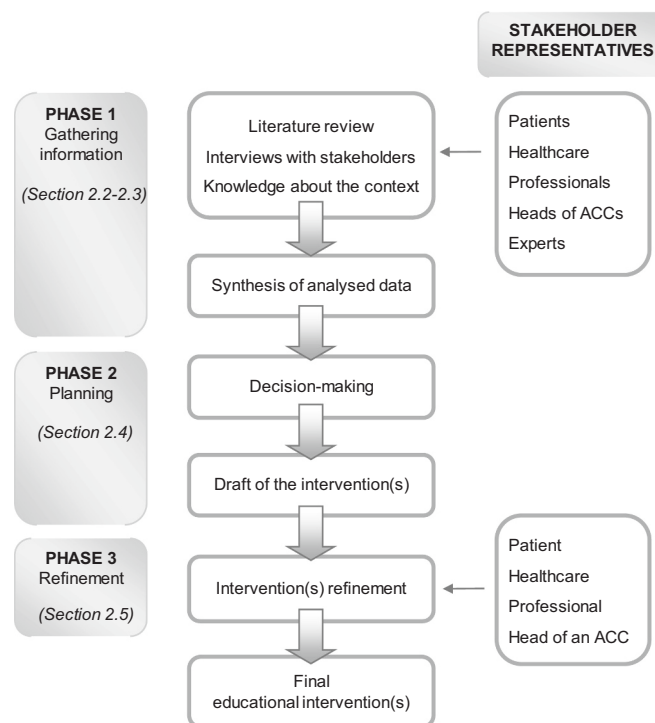 STAKEHOLDER
REPRESENTATIVES
PHASE 1
Gathering
information
(Section 2.2-2.3)
Literature review
Interviews with stakeholders
Knowledge about the context
Patients
Healthcare
Professionals
Heads of ACCs
Experts
Synthesis of analysed data
PHASE 2
Planning
(Section 2.4)
Decision-making
Draft of the intervention(s)
PHASE 3
Refinement
(Section 2.5)
Intervention(s) refinement
Patient
Healthcare
Professional
Head of an ACC
Final
educational intervention(s)